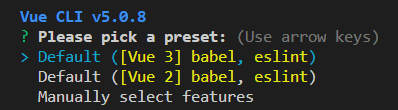 Vue CLI v5.0.8
? Please pick a preset: (Use arrow keys)
> Default ([Vue 3] babel, eslint)
Default ([Vue 2] babel, eslint)
Manually select features